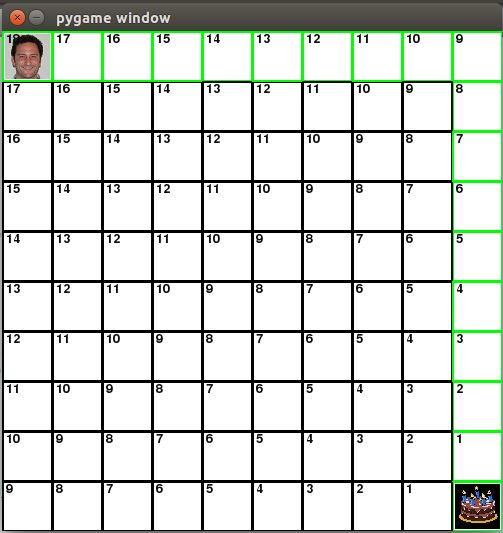 pygame window
18 17 16 15 14 13 12 11 10 9
17 16 15 14 13 12 11 10 9 8
16 15 14 13 12 11 10 9 8 7
15 14 13 12 11 10 9 8 7 6
14 13 12 11 10 9 8 7 6 5
13 12 11 10 9 8 7 6 5 4
12 11 10 9 8 7 6 5 4 3
11 10 9 8 7 6 5 4 3 2
10 9 8 7 6 5 4 3 2 1
9 8 7 6 5 4 3 2 1